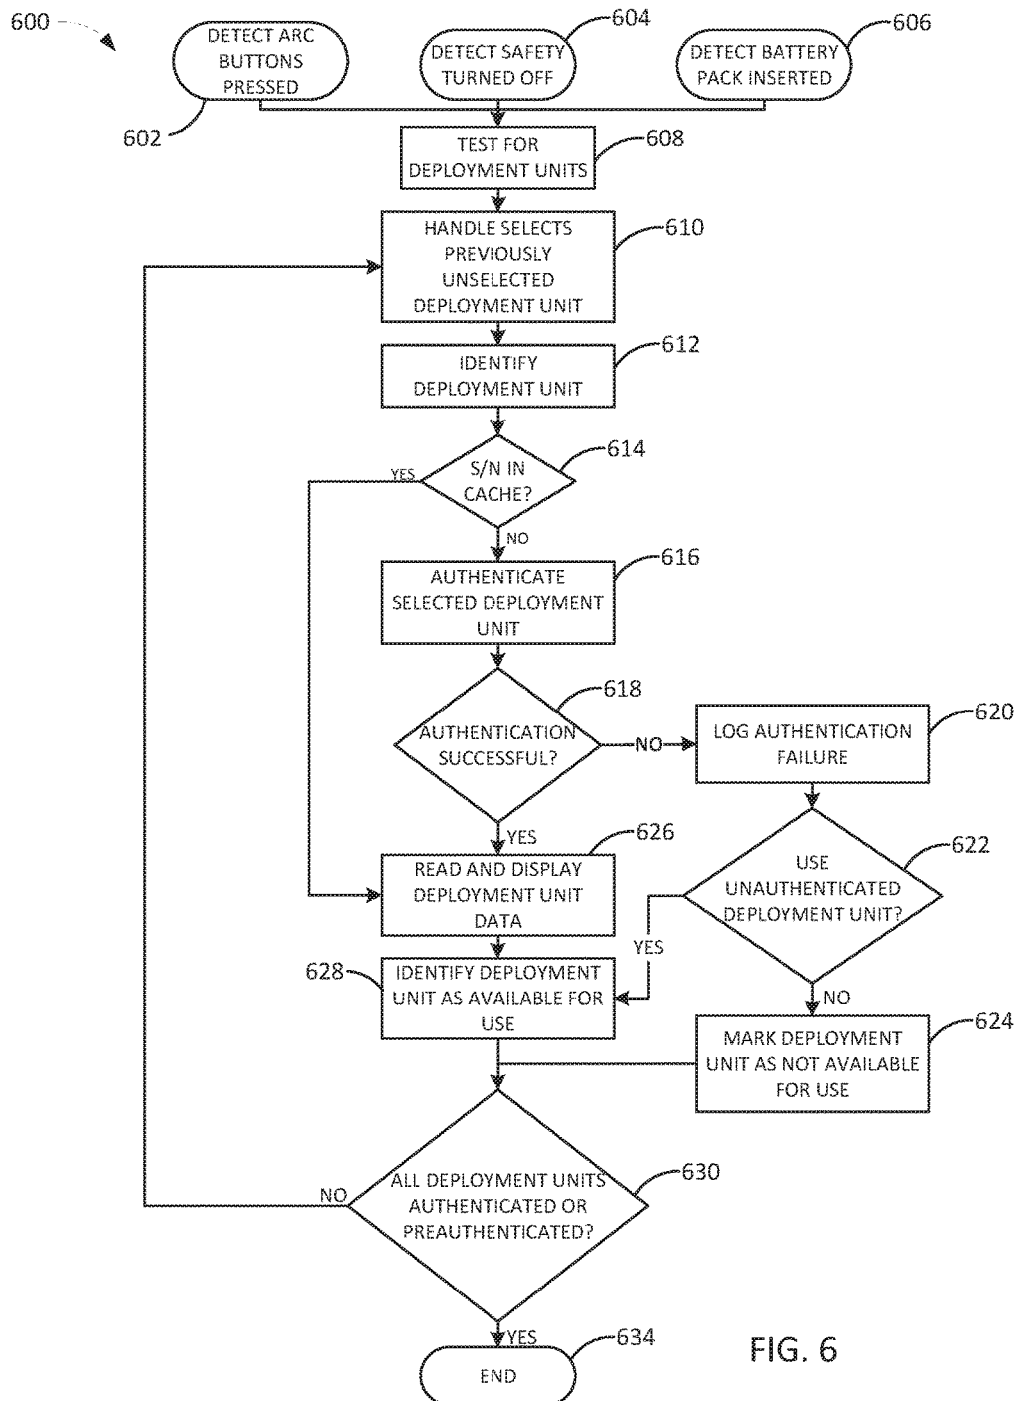 600
DETECT ARC
BUTTONS
PRESSED
602
DETECT SAFETY
TURNED OFF
604
DETECT BATTERY
PACK INSERTED
606
TEST FOR
DEPLOYMENT UNITS
608
HANDLE SELECTS
PREVIOUSLY
UNSELECTED
DEPLOYMENT UNIT
610
IDENTIFY
DEPLOYMENT UNIT
612
S/N IN
CACHE?
614
YES
NO
AUTHENTICATE
SELECTED DEPLOYMENT
UNIT
616
AUTHENTICATION
SUCCESSFUL?
618
NO
LOG AUTHENTICATION
FAILURE
620
YES
READ AND DISPLAY
DEPLOYMENT UNIT
DATA
626
USE
UNAUTHENTICATED
DEPLOYMENT UNIT?
622
YES
NO
628
IDENTIFY DEPLOYMENT
UNIT AS AVAILABLE FOR
USE
MARK DEPLOYMENT
UNIT AS NOT AVAILABLE
FOR USE
624
ALL DEPLOYMENT UNITS
AUTHENTICATED OR
PREAUTHENTICATED?
630
NO
YES
END
634
FIG. 6